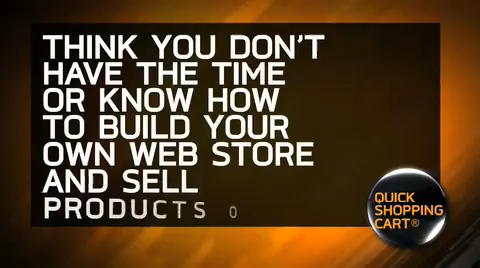 THINK YOU DON'T
HAVE THE TIME
OR KNOW HOW
TO BUILD YOUR
OWN WEB STORE
AND SELL
PRODUCTS O
QUICK
SHOPPING
CART®